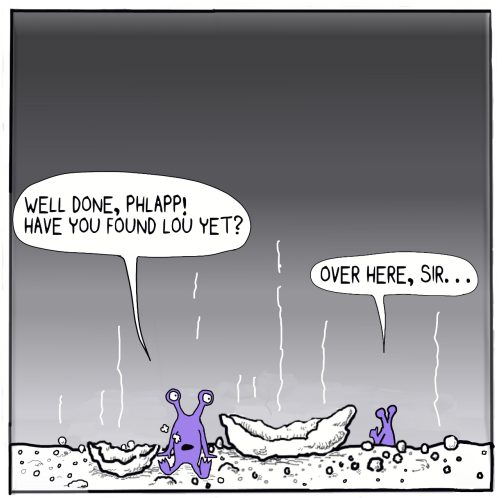 WELL DONE, PHLAPP!
HAVE YOU FOUND LOU YET?
OVER HERE, SIR...